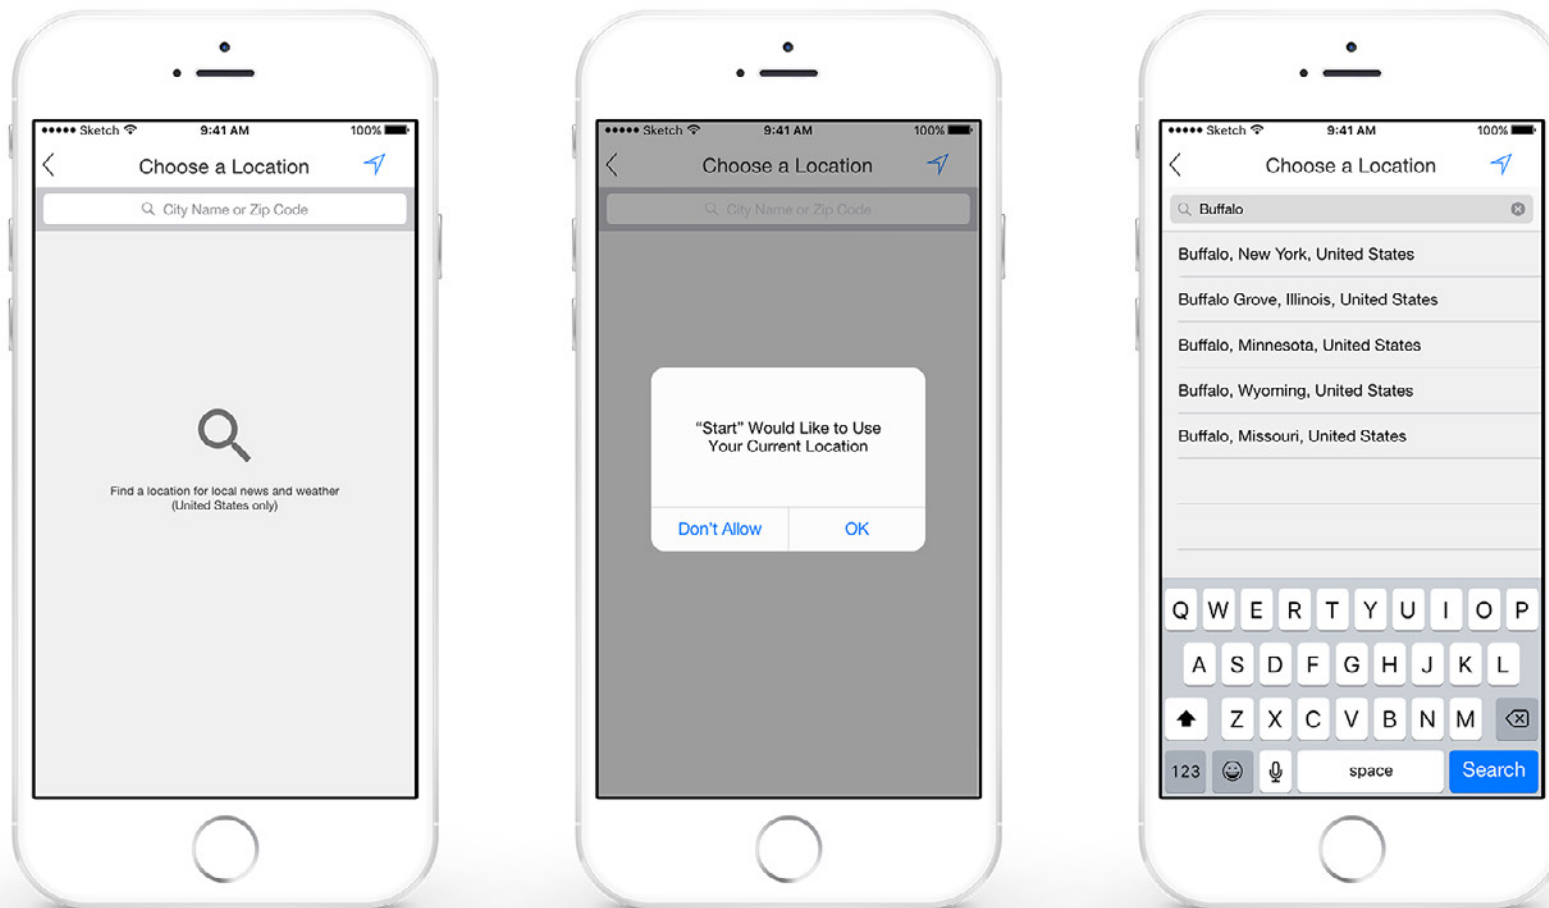 Sketch 9:41 AM 100%
Choose a Location
City Name or Zip Code
Find a location for local news and weather
(United States only)
Sketch 9:41 AM 100%
Choose a Location
City Name or Zip Code
“Start” Would Like to Use
Your Current Location
Don't Allow OK
Sketch 9:41 AM 100%
Choose a Location
Buffalo
Buffalo, New York, United States
Buffalo Grove, Illinois, United States
Buffalo, Minnesota, United States
Buffalo, Wyoming, United States
Buffalo, Missouri, United States
Q W E R T Y U I O P
A S D F G H J K L
Z X C V B N M
123 space Search